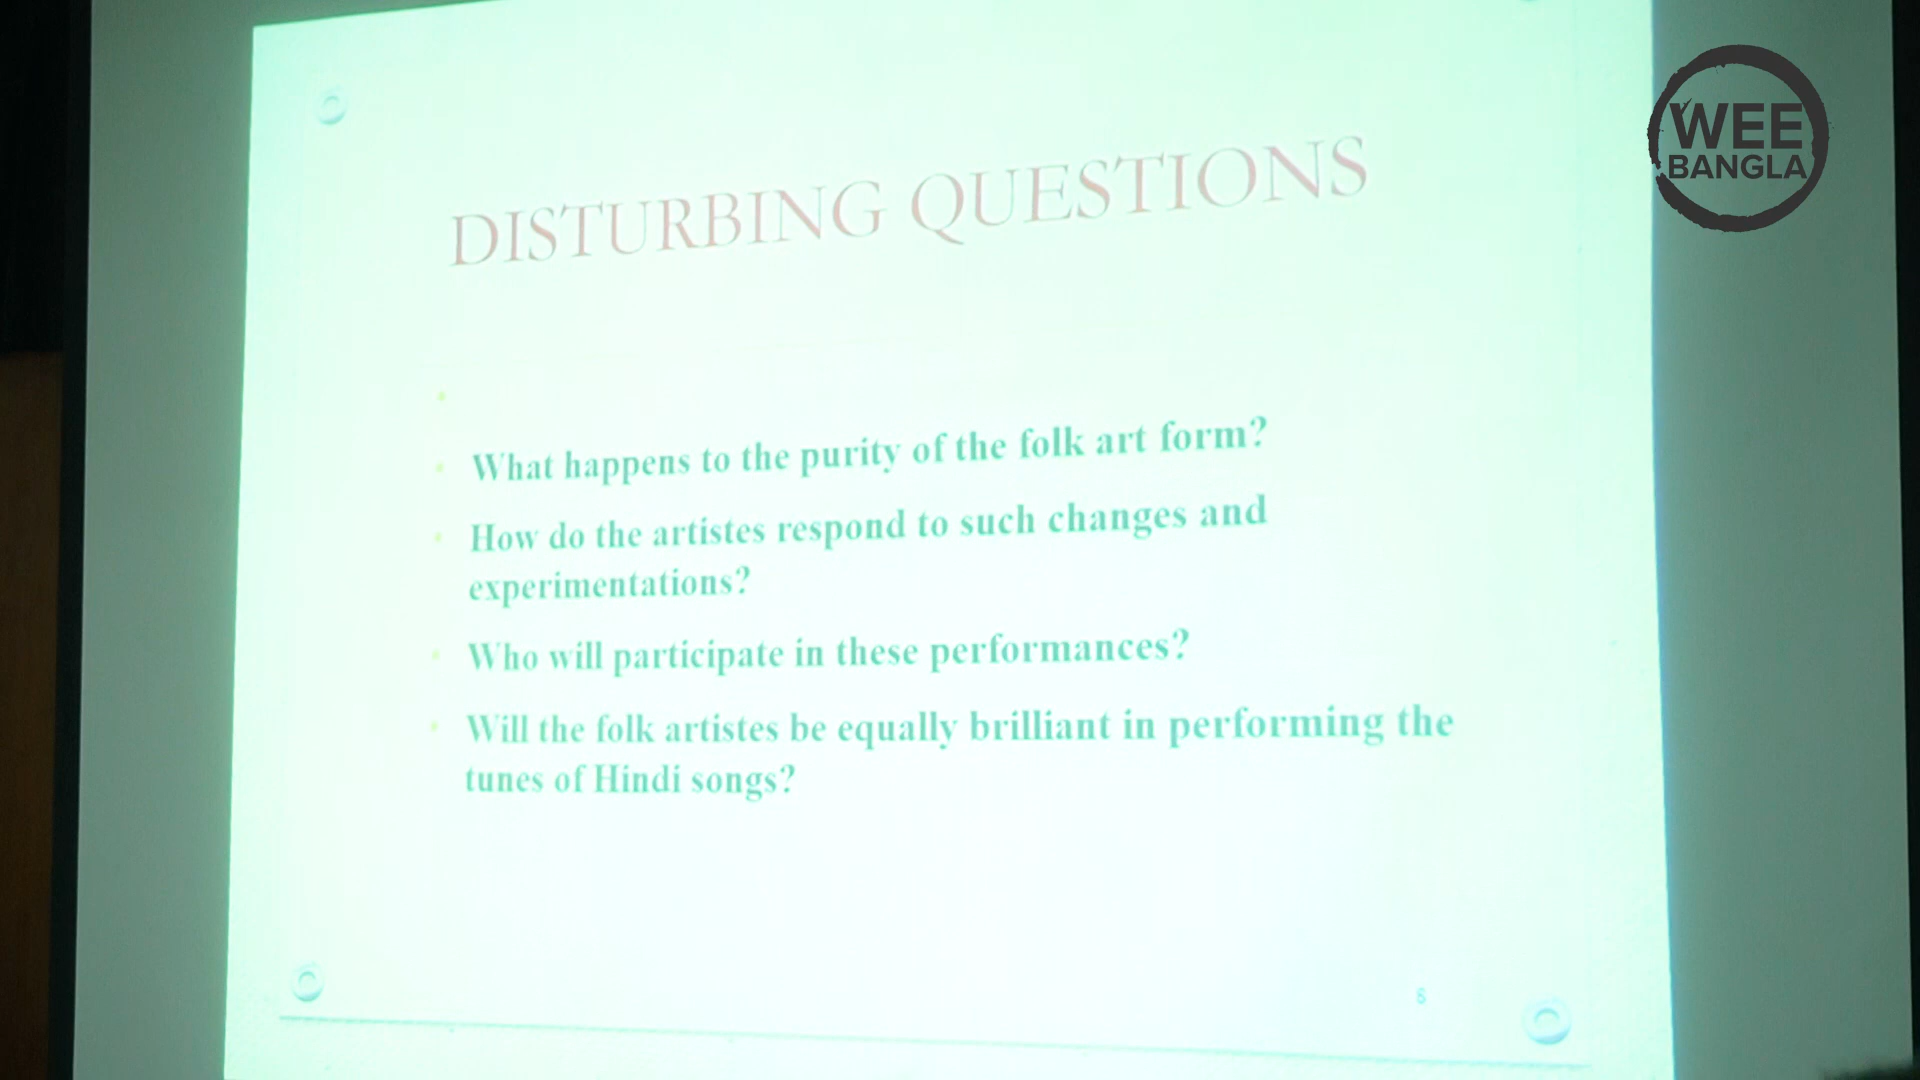 WEE
BANGLA
DISTURBING QUESTIONS
What happens to the purity of the folk art form?
How do the artistes respond to such changes and
experimentations?
Who will participate in these performances?
Will the folk artistes be equally brilliant in performing the
tunes of Hindi songs?